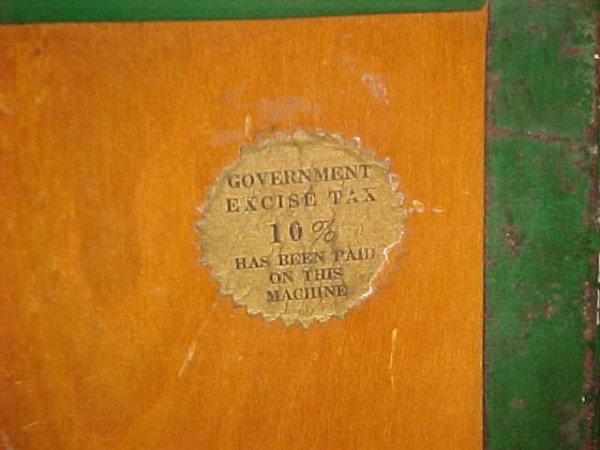 GOVERNMENT
EXCISE TAX
10%
HAS BEEN PAID
ON THIS
MACHINE